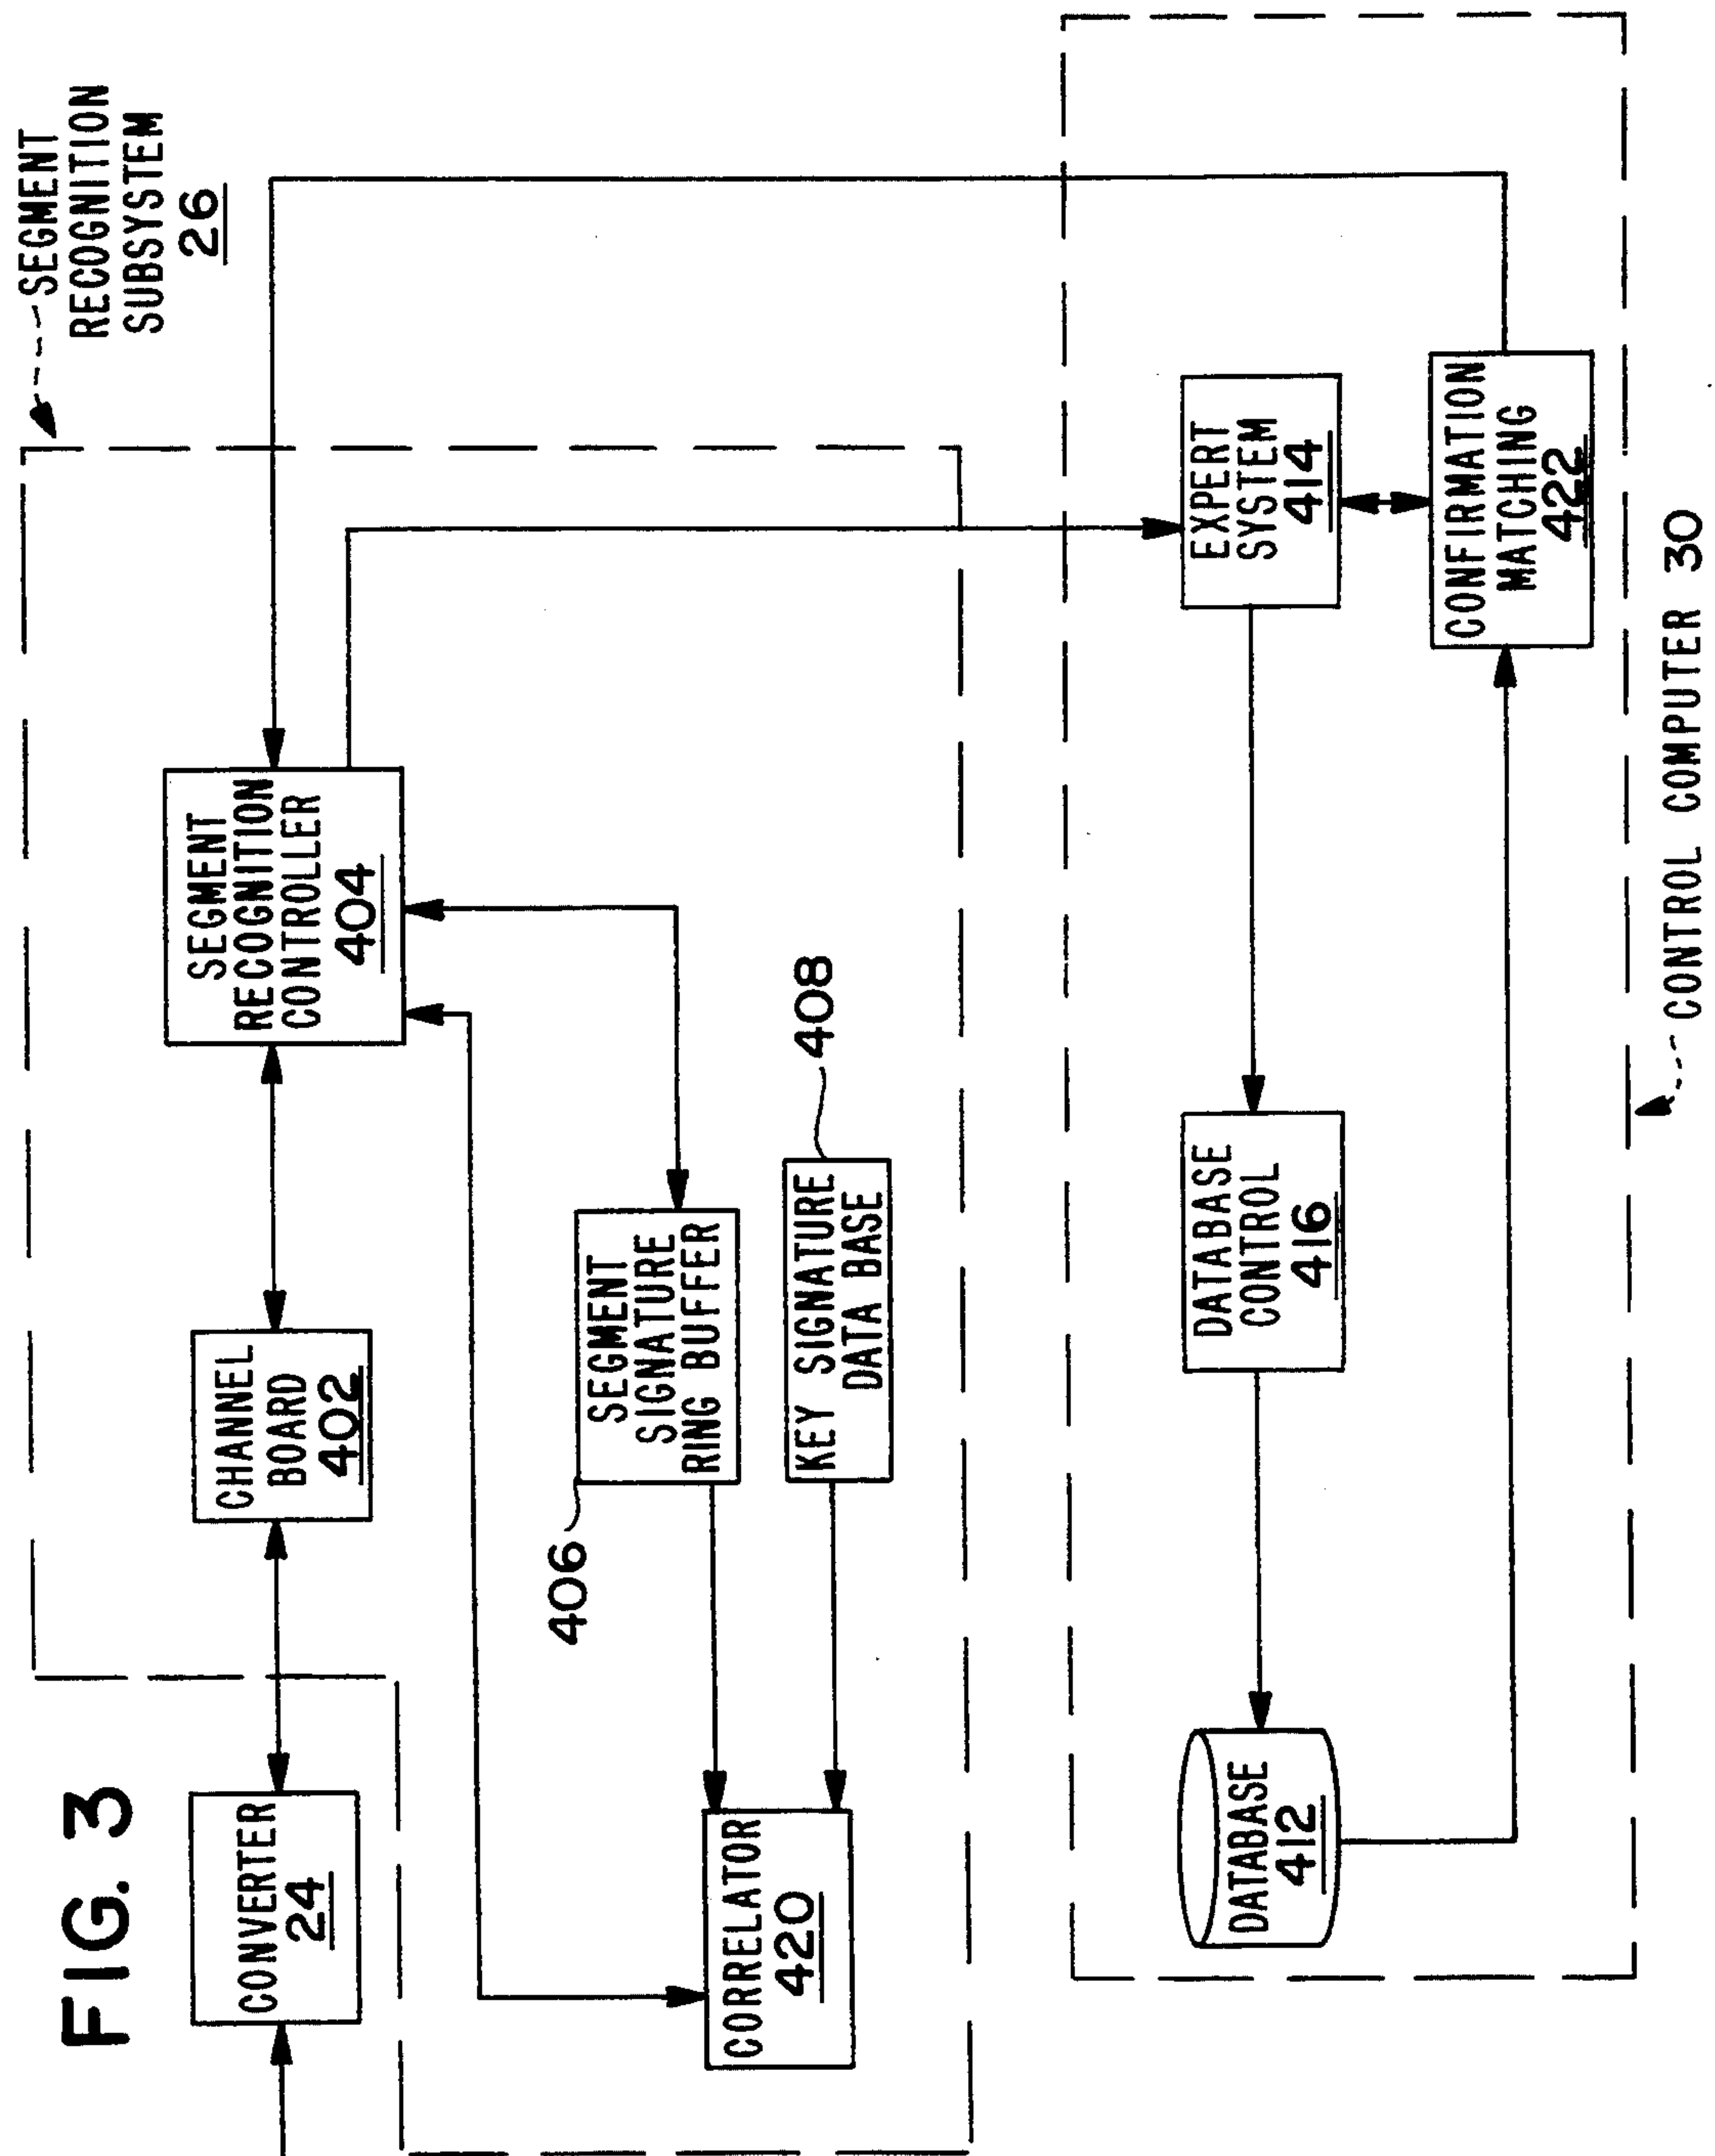 FIG. 3
SEGMENT
RECOGNITION
SUBSYSTEM
26
CONVERTER
24
CHANNEL
BOARD
402
SEGMENT
RECOGNITION
CONTROLLER
404
406
SEGMENT
SIGNATURE
RING BUFFER
408
KEY SIGNATURE
DATA BASE
CORRELATOR
420
DATABASE
412
DATABASE
CONTROL
416
EXPERT
SYSTEM
414
CONFIRMATION
MATCHING
422
CONTROL COMPUTER 30